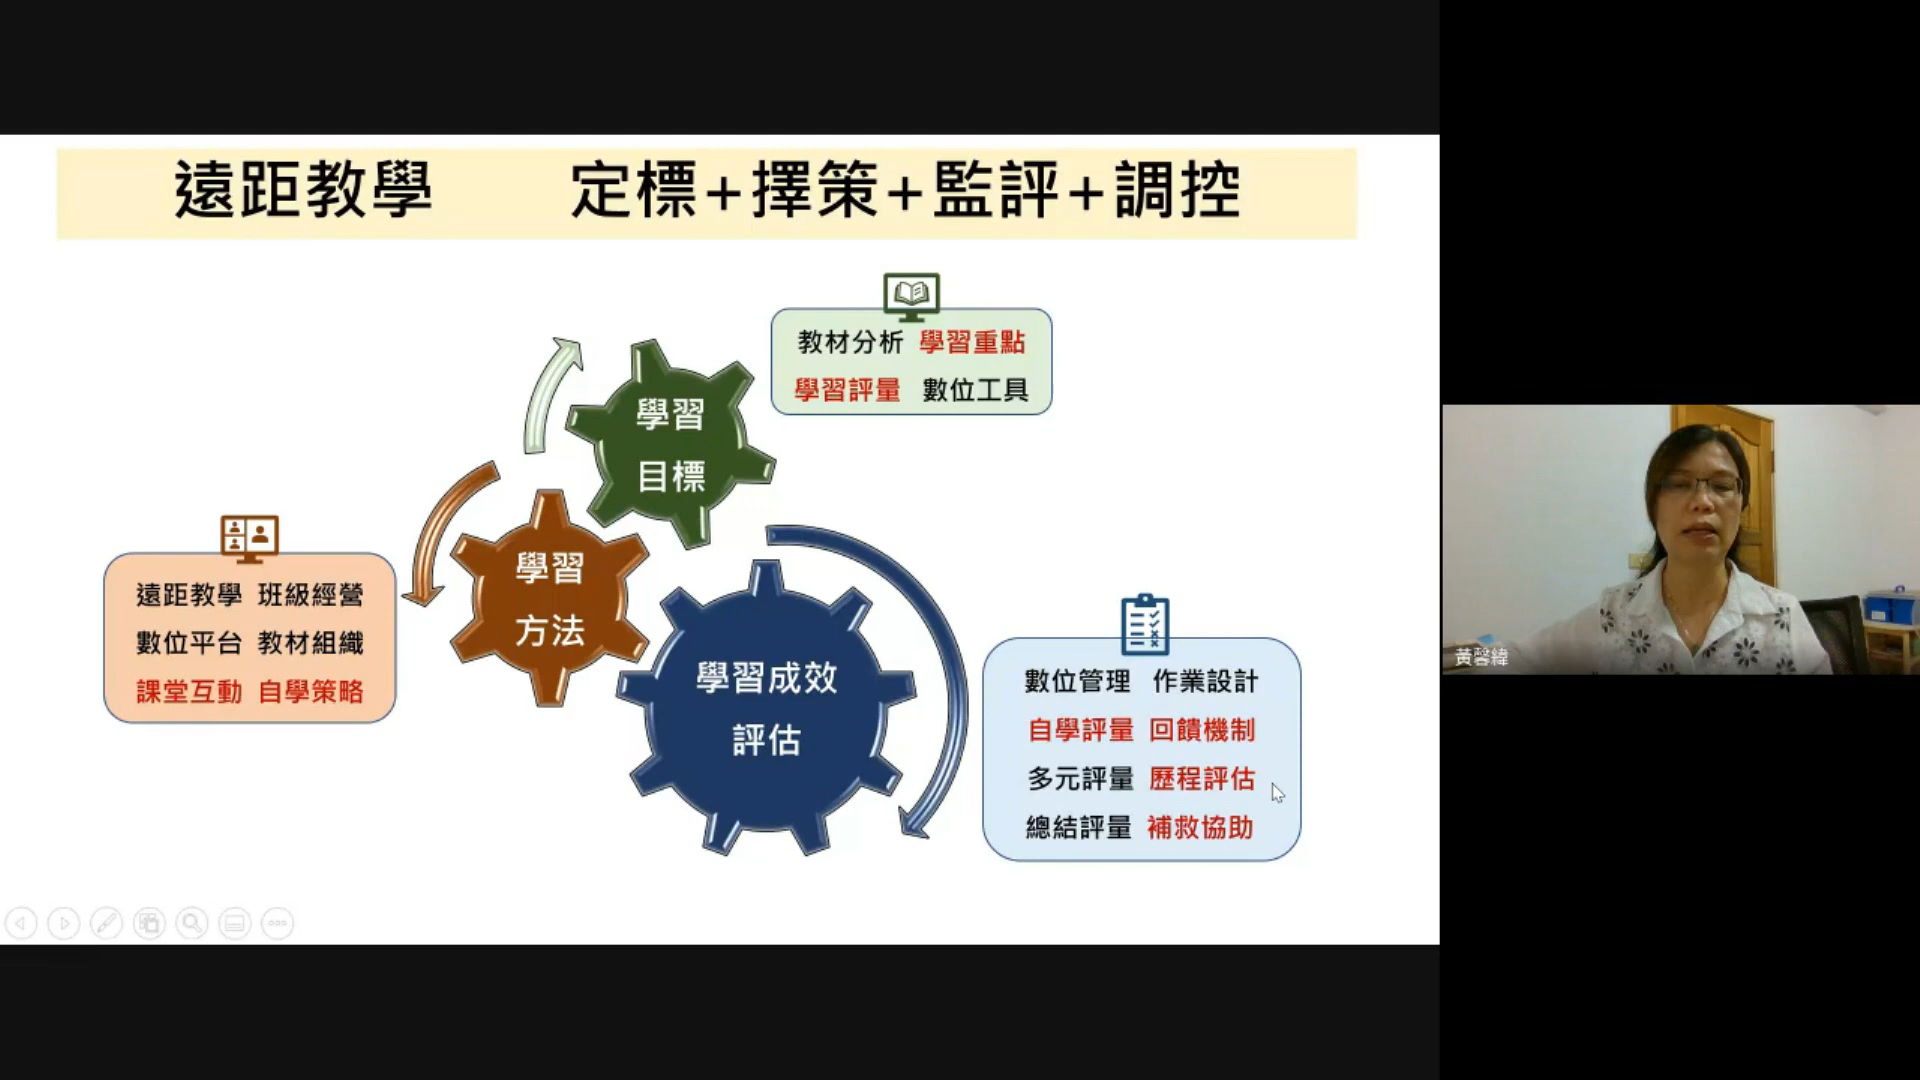 遠距教學 定標+擇策+監評+調控
教材分析 學習重點
學習評量 數位工具
學習
目標
學習
方法
遠距教學 班級經營
數位平台 教材組織
課堂互動 自學策略
學習成效
評估
數位管理 作業設計
自學評量 回饋機制
多元評量 歷程評估
總結評量 補救協助
黃馨緯